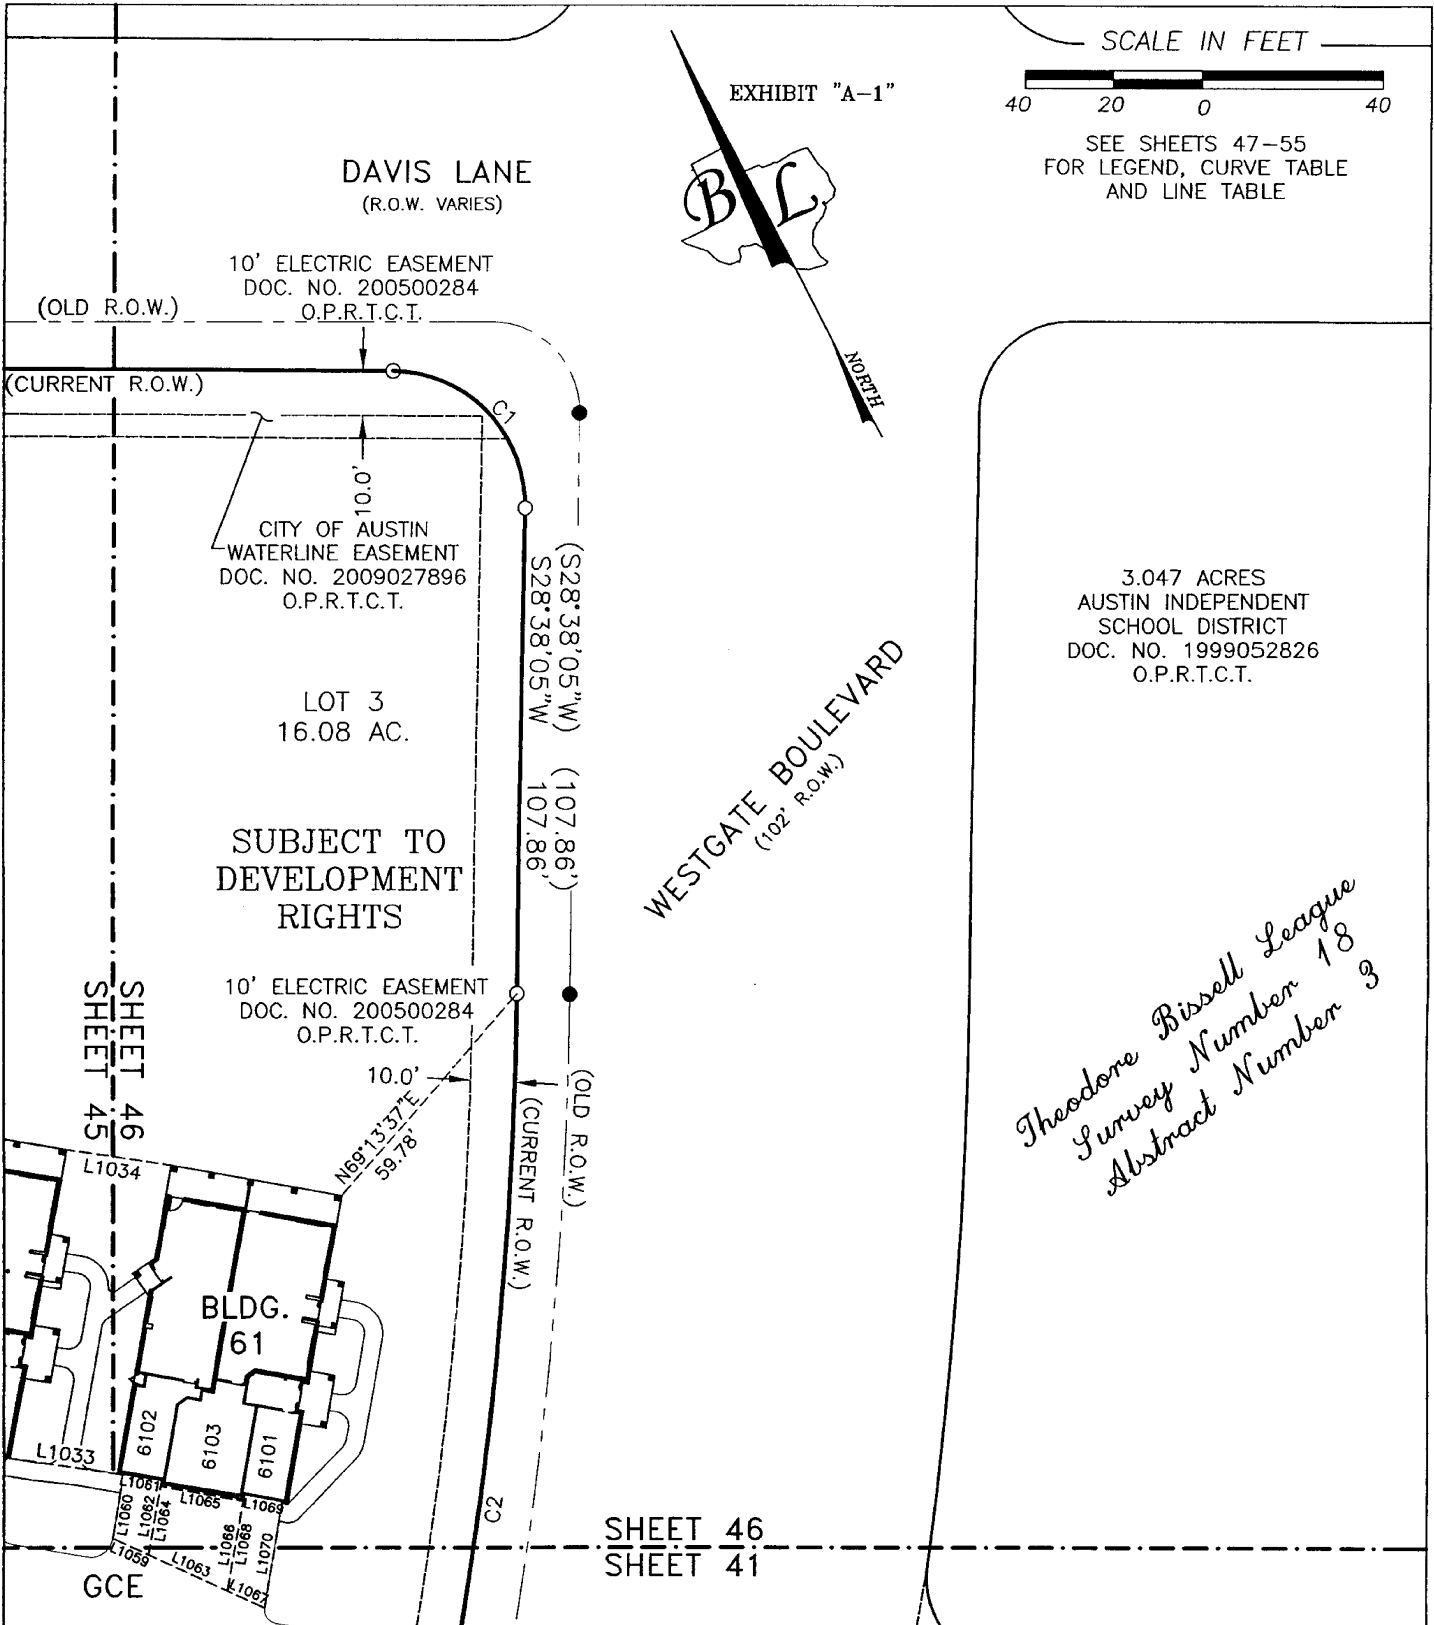 SCALE IN FEET
40 20 0 40
SEE SHEETS 47-55
FOR LEGEND, CURVE TABLE
AND LINE TABLE
EXHIBIT "A-1"
B L
NORTH
DAVIS LANE
(R.O.W. VARIES)
10' ELECTRIC EASEMENT
DOC. NO. 200500284
O.P.R.T.C.T.
(OLD R.O.W.)
(CURRENT R.O.W.)
C1
10.0'
CITY OF AUSTIN
WATERLINE EASEMENT
DOC. NO. 2009027896
O.P.R.T.C.T.
(S28°38'05"W) (107.86')
S28°38'05"W 107.86'
3.047 ACRES
AUSTIN INDEPENDENT
SCHOOL DISTRICT
DOC. NO. 1999052826
O.P.R.T.C.T.
LOT 3
16.08 AC.
WESTGATE BOULEVARD
(102' R.O.W.)
SUBJECT TO
DEVELOPMENT
RIGHTS
Theodore Bissell League
Survey Number 18
Abstract Number 3
10' ELECTRIC EASEMENT
DOC. NO. 200500284
O.P.R.T.C.T.
SHEET 46
SHEET 45
10.0'
N69°13'37"E
59.78'
(OLD R.O.W.)
(CURRENT R.O.W.)
L1034
BLDG.
61
6102
6103
6101
L1033
L1061
L1065
L1069
L1060
L1062
L1064
L1066
L1068
L1070
L1059
L1063
L1067
C2
GCE
SHEET 46
SHEET 41